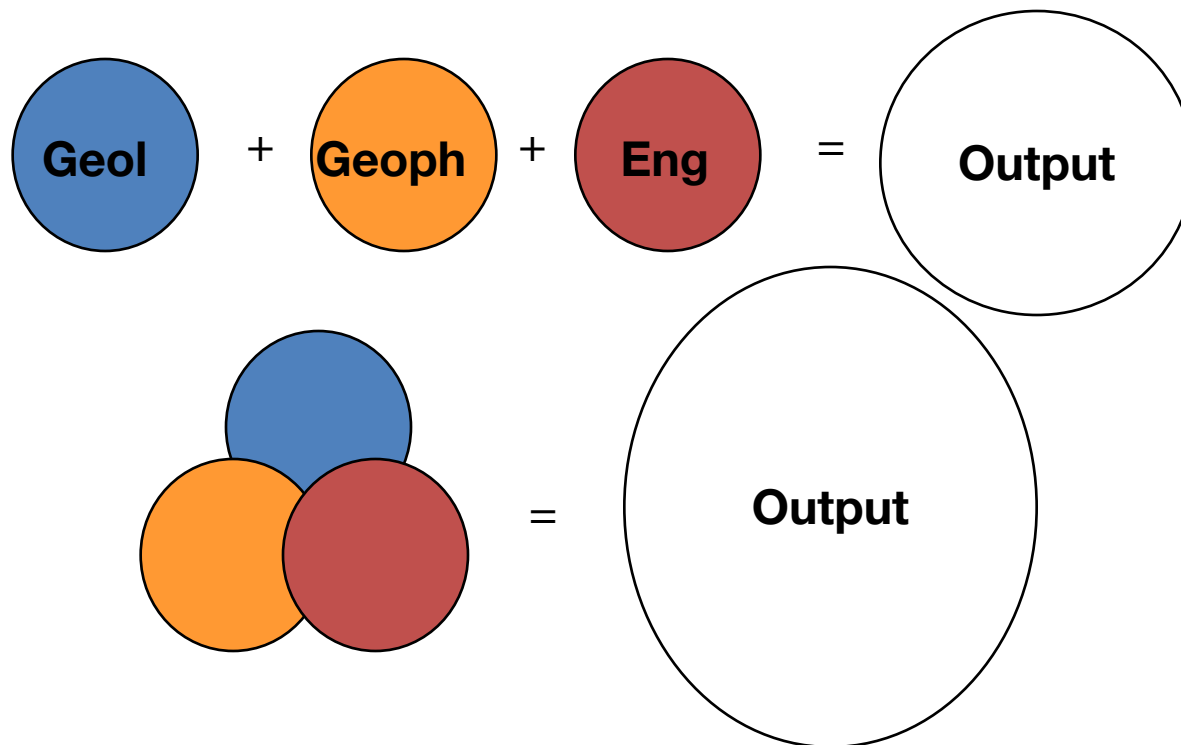 Geol + Geoph + Eng = Output
= Output